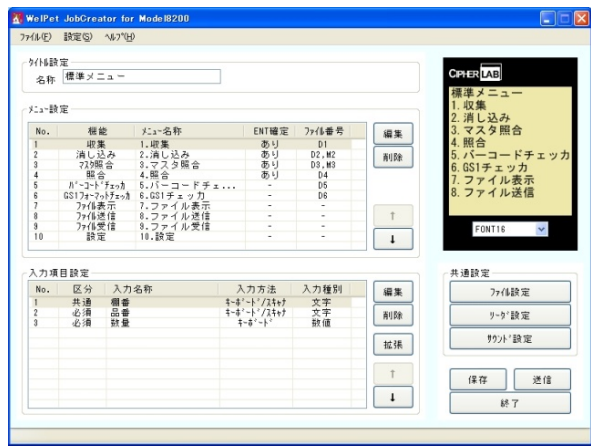 WelPet JobCreator for Model8200
ファイル(F) 設定(S) ヘルプ(H)
タイトル設定
名称 標準メニュー
メニュー設定
No. 機能 メニュー名称 ENT確定 ファイル番号
1 収集 1.収集 あり D1
2 消し込み 2.消し込み あり D2,M2
3 マスタ照合 3.マスタ照合 あり D3,M3
4 照合 4.照合 あり D4
5 バーコードチェッカ 5.バーコードチェ... - D5
6 GS1フォーマットチェッカ 6.GS1チェッカ - D6
7 ファイル表示 7.ファイル表示 - -
8 ファイル送信 8.ファイル送信 - -
9 ファイル受信 9.ファイル受信 - -
10 設定 10.設定 - -
編集
削除
↑
↓
入力項目設定
No. 区分 入力名称 入力方法 入力種別
1 共通 棚番 キーボード/スキャナ 文字
2 必須 品番 キーボード/スキャナ 文字
3 必須 数量 キーボード 数値
編集
削除
拡張
↑
↓
CIPHERLAB
標準メニュー
1. 収集
2. 消し込み
3. マスタ照合
4. 照合
5. バーコードチェッカ
6. GS1チェッカ
7. ファイル表示
8. ファイル送信
FONT16
共通設定
ファイル設定
リーダ設定
サウンド設定
保存 送信
終了